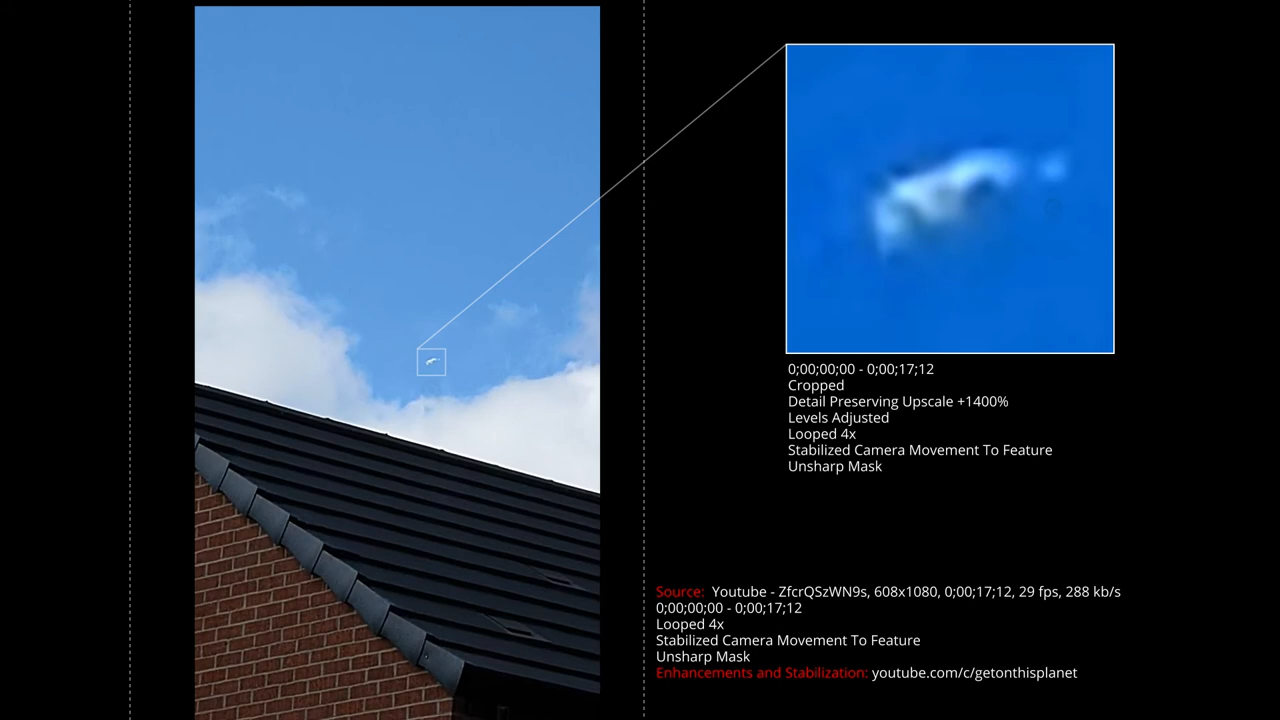 0;00;00;00 - 0;00;17;12
Cropped
Detail Preserving Upscale +1400%
Levels Adjusted
Looped 4x
Stabilized Camera Movement To Feature
Unsharp Mask
Source: Youtube - ZfcrQSzWN9s, 608x1080, 0;00;17;12, 29 fps, 288 kb/s
0;00;00;00 - 0;00;17;12
Looped 4x
Stabilized Camera Movement To Feature
Unsharp Mask
Enhancements and Stabilization: youtube.com/c/getonthisplanet